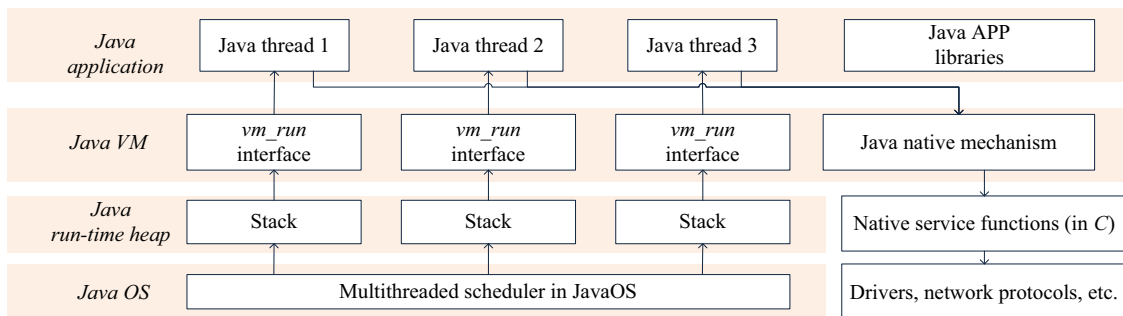 Java
application
Java thread 1
Java thread 2
Java thread 3
Java APP
libraries
Java VM
vm_run
interface
vm_run
interface
vm_run
interface
Java native mechanism
Java
run-time heap
Stack
Stack
Stack
Native service functions (in C)
Java OS
Multithreaded scheduler in JavaOS
Drivers, network protocols, etc.